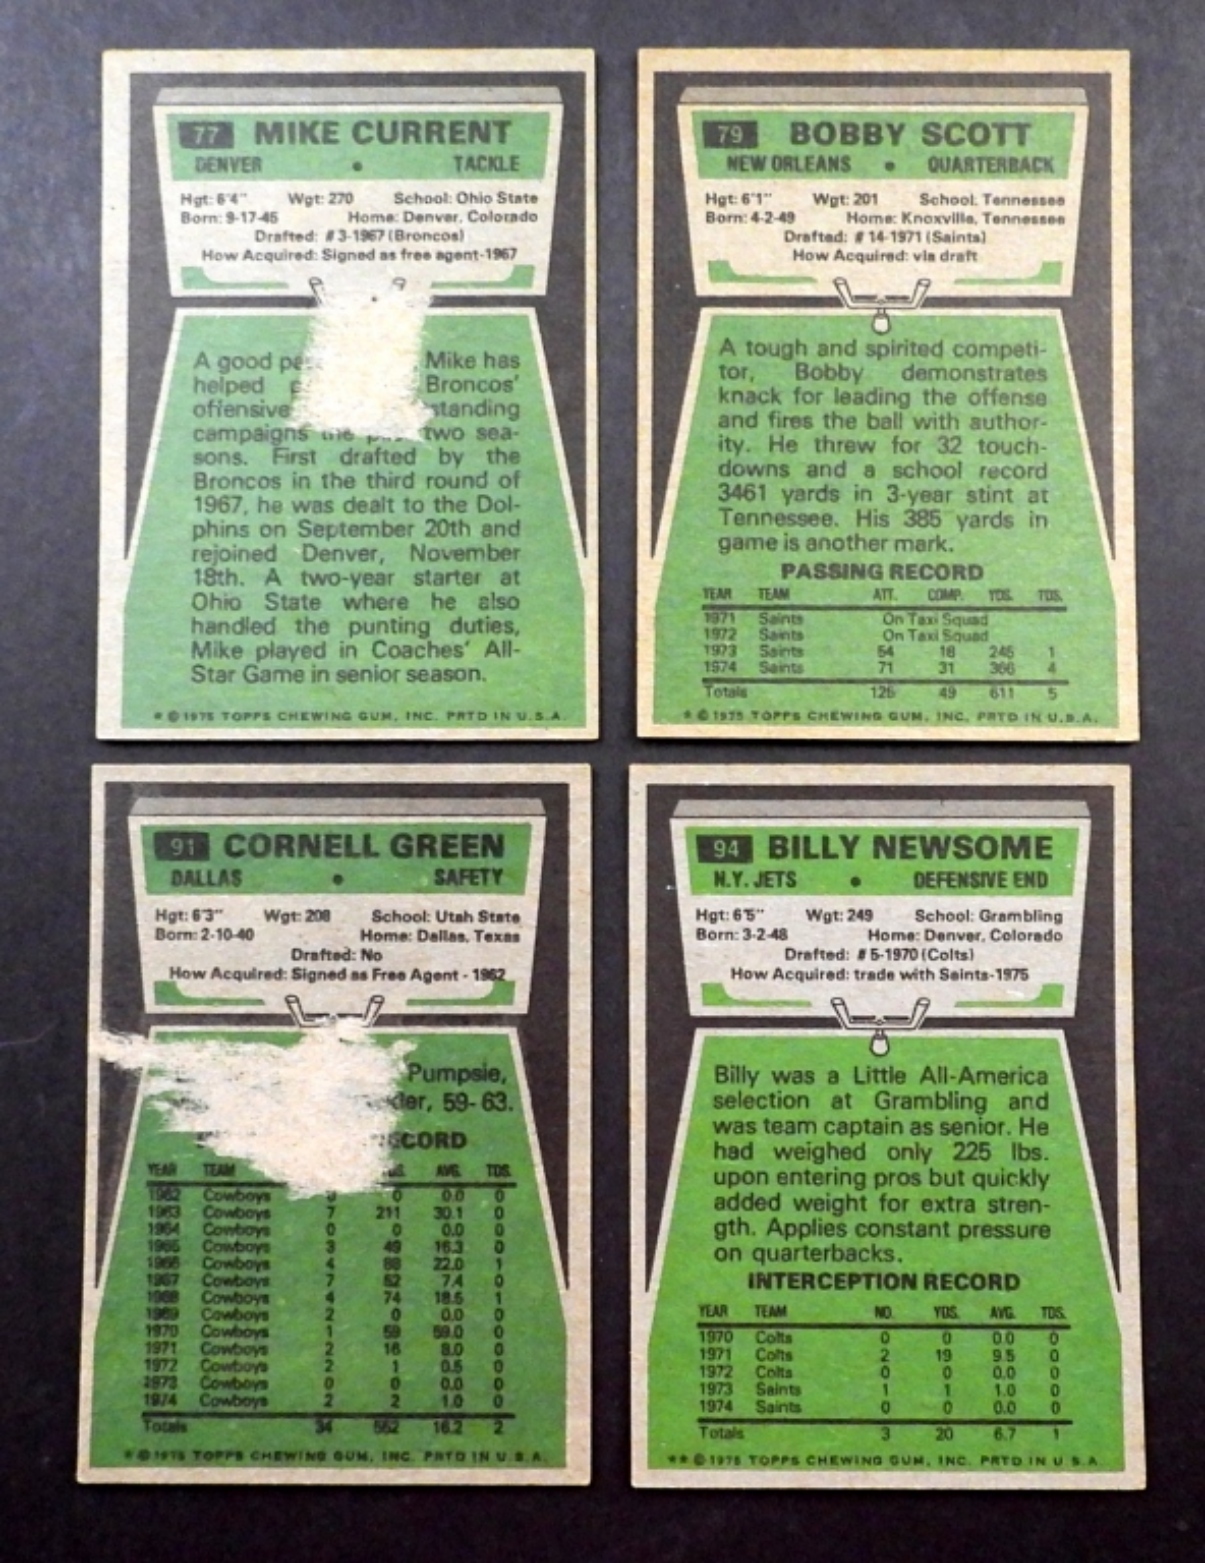 77 MIKE CURRENT
DENVER • TACKLE
Hgt: 6'4" Wgt: 270 School: Ohio State
Born: 9-17-45 Home: Denver, Colorado
Drafted: #3-1967 (Broncos)
How Acquired: Signed as free agent-1967
A good Mike has
helped Broncos'
offensive
campaigns the two sea-
sons. First drafted by the
Broncos in the third round of
1967, he was dealt to the Dol-
phins on September 20th and
rejoined Denver, November
18th. A two-year starter at
Ohio State where he also
handled the punting duties,
Mike played in Coaches' All-
Star Game in senior season.
* © 1975 TOPPS CHEWING GUM, INC. PRTD IN U.S.A.
79 BOBBY SCOTT
NEW ORLEANS • QUARTERBACK
Hgt: 6'1" Wgt: 201 School: Tennessee
Born: 4-2-49 Home: Knoxville, Tennessee
Drafted: #14-1971 (Saints)
How Acquired: via draft
A tough and spirited competi-
tor, Bobby demonstrates
knack for leading the offense
and fires the ball with author-
ity. He threw for 32 touch-
downs and a school record
3461 yards in 3-year stint at
Tennessee. His 385 yards in
game is another mark.
PASSING RECORD
YEAR TEAM ATT. COMP. YDS. TDS.
1971 Saints On Taxi Squad
1972 Saints On Taxi Squad
1973 Saints 54 18 245 1
1974 Saints 71 31 366 4
Totals 125 49 611 5
* © 1975 TOPPS CHEWING GUM, INC. PRTD IN U.S.A.
91 CORNELL GREEN
DALLAS • SAFETY
Hgt: 6'3" Wgt: 208 School: Utah State
Born: 2-10-40 Home: Dallas, Texas
Drafted: No
How Acquired: Signed as Free Agent - 1962
Pumpsie,
59-63.
YEAR TEAM AVG. TDS.
1962 Cowboys 0 0 0.0 0
1963 Cowboys 7 211 30.1 0
1964 Cowboys 0 0 0.0 0
1965 Cowboys 3 49 16.3 0
1966 Cowboys 4 88 22.0 1
1967 Cowboys 7 52 7.4 0
1968 Cowboys 4 74 18.5 1
1969 Cowboys 2 0 0.0 0
1970 Cowboys 1 59 59.0 0
1971 Cowboys 2 16 8.0 0
1972 Cowboys 2 1 0.5 0
1973 Cowboys 0 0 0.0 0
1974 Cowboys 2 2 1.0 0
Totals 34 552 16.2 2
* © 1975 TOPPS CHEWING GUM, INC. PRTD IN U.S.A.
94 BILLY NEWSOME
N.Y. JETS • DEFENSIVE END
Hgt: 6'5" Wgt: 249 School: Grambling
Born: 3-2-48 Home: Denver, Colorado
Drafted: #5-1970 (Colts)
How Acquired: trade with Saints-1975
Billy was a Little All-America
selection at Grambling and
was team captain as senior. He
had weighed only 225 lbs.
upon entering pros but quickly
added weight for extra stren-
gth. Applies constant pressure
on quarterbacks.
INTERCEPTION RECORD
YEAR TEAM NO. YDS. AVG. TDS.
1970 Colts 0 0 0.0 0
1971 Colts 2 19 9.5 0
1972 Colts 0 0 0.0 0
1973 Saints 1 1 1.0 0
1974 Saints 0 0 0.0 0
Totals 3 20 6.7 1
** © 1975 TOPPS CHEWING GUM, INC. PRTD IN U.S.A.